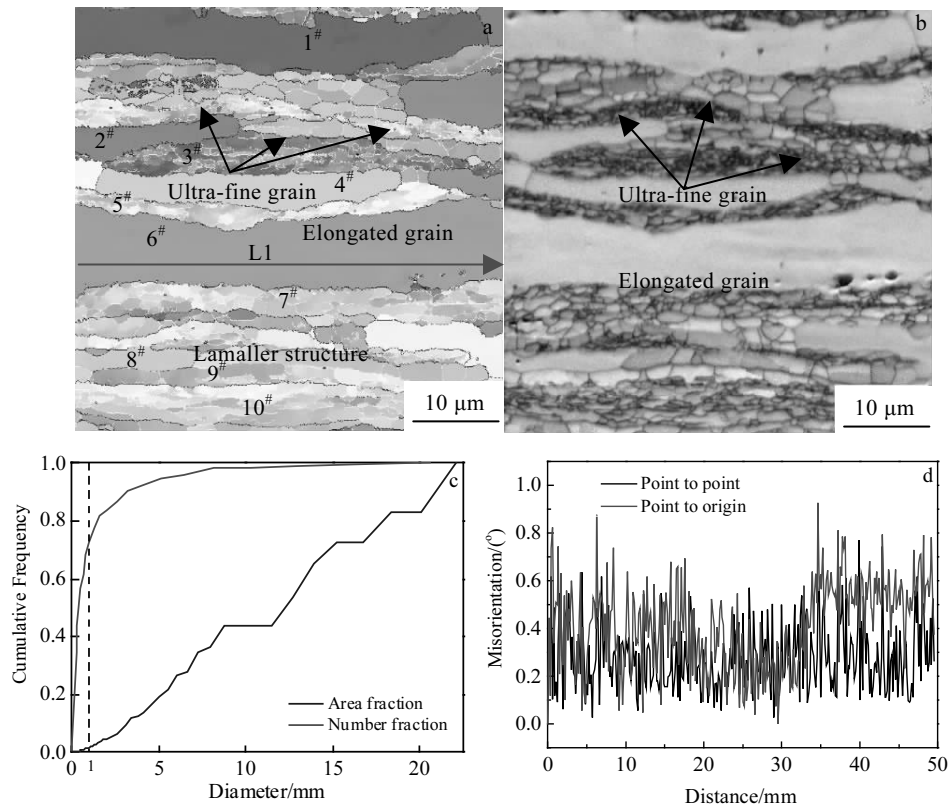 a
1#
2#
3#
Ultra-fine grain
4#
5#
6#
Elongated grain
L1
7#
8#
Lamaller structure
9#
10#
10 μm
b
Ultra-fine grain
Elongated grain
10 μm
c
Cumulative Frequency
1.0
0.8
0.6
0.4
0.2
0.0
Area fraction
Number fraction
0 1 5 10 15 20
Diameter/mm
d
Misorientation/(°)
1.0
0.8
0.6
0.4
0.2
0.0
Point to point
Point to origin
0 10 20 30 40 50
Distance/mm